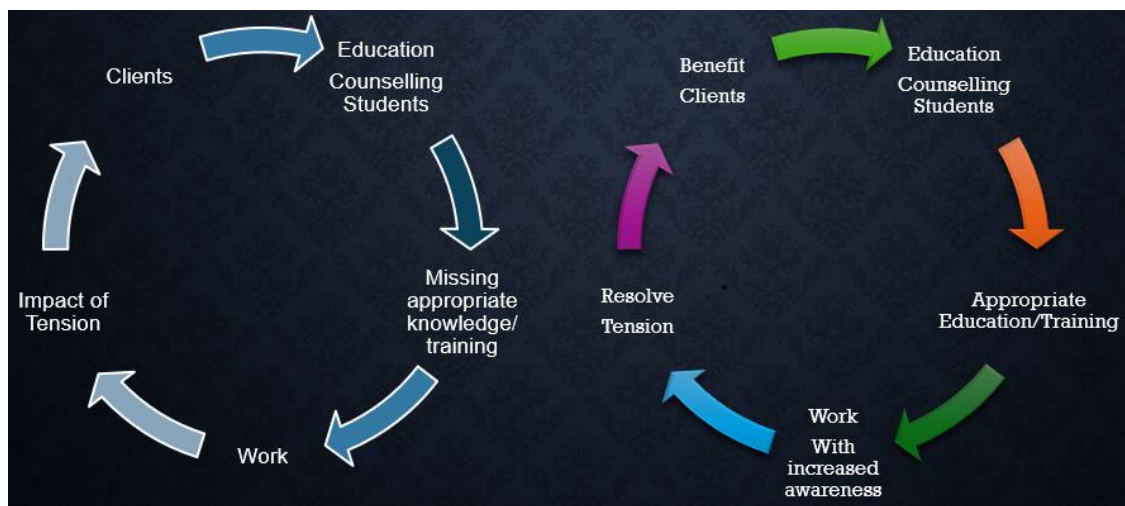 Clients
Education
Counselling
Students
Missing
appropriate
knowledge/
training
Work
Impact of
Tension
Benefit
Clients
Education
Counselling
Students
Appropriate
Education/Training
Work
With
increased
awareness
Resolve
Tension